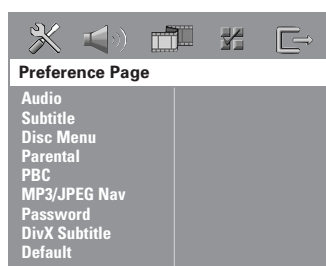 Preference Page
Audio
Subtitle
Disc Menu
Parental
PBC
MP3/JPEG Nav
Password
DivX Subtitle
Default